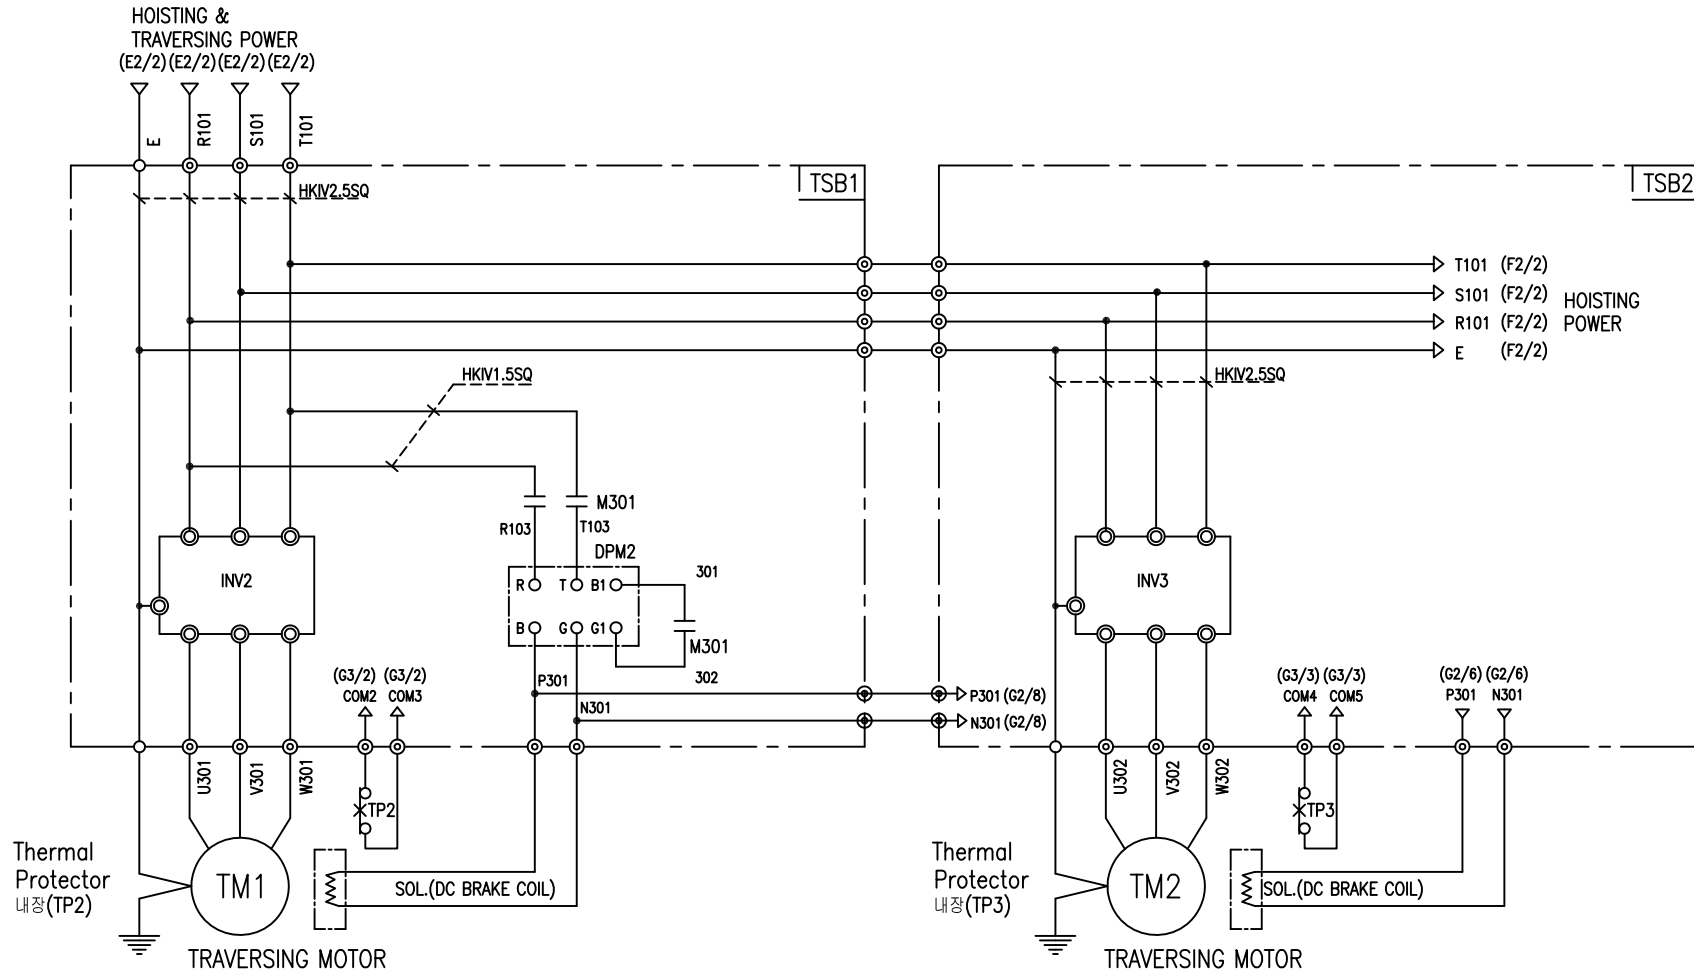 HOISTING &
TRAVERSING POWER
(E2/2) (E2/2) (E2/2) (E2/2)
E
R101
S101
T101
HKIV2.5SQ
TSB1
TSB2
T101 (F2/2)
S101 (F2/2)
R101 (F2/2)
E (F2/2)
HOISTING
POWER
HKIV1.5SQ
HKIV2.5SQ
M301
R103
T103
DPM2
INV2
R T B1
301
B G G1
M301
302
INV3
(G3/2) (G3/2)
COM2 COM3
P301
N301
P301 (G2/8)
N301 (G2/8)
(G3/3) (G3/3)
COM4 COM5
(G2/6) (G2/6)
P301 N301
U301
V301
W301
TP2
U302
V302
W302
TP3
Thermal
Protector
내장(TP2)
TM1
SOL.(DC BRAKE COIL)
TRAVERSING MOTOR
Thermal
Protector
내장(TP3)
TM2
SOL.(DC BRAKE COIL)
TRAVERSING MOTOR